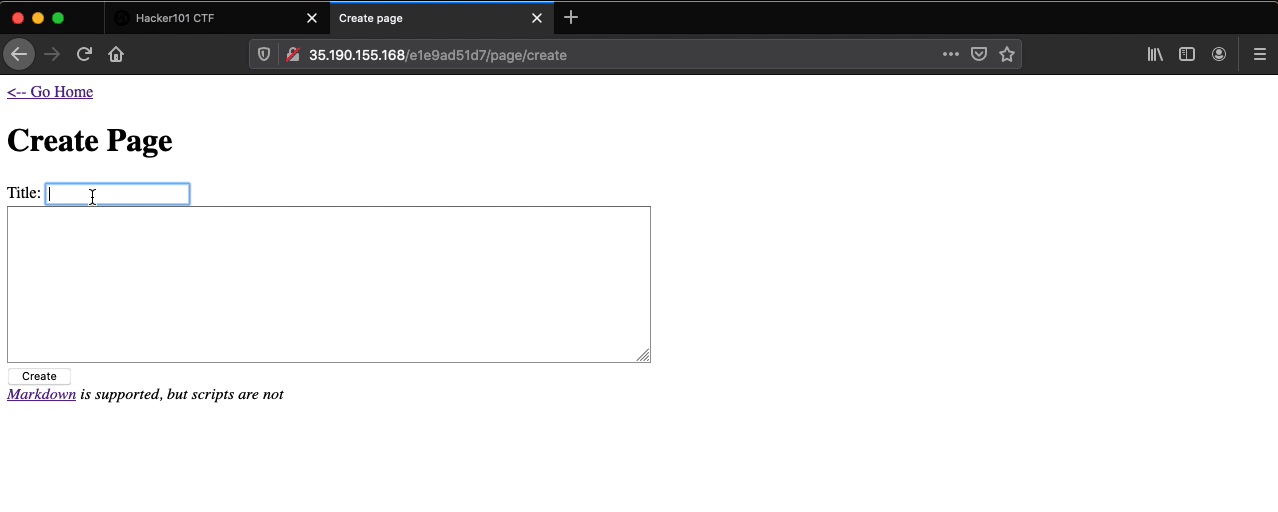 Hacker101 CTF
Create page
35.190.155.168/e1e9ad51d7/page/create
<-- Go Home
Create Page
Title:
Create
Markdown is supported, but scripts are not